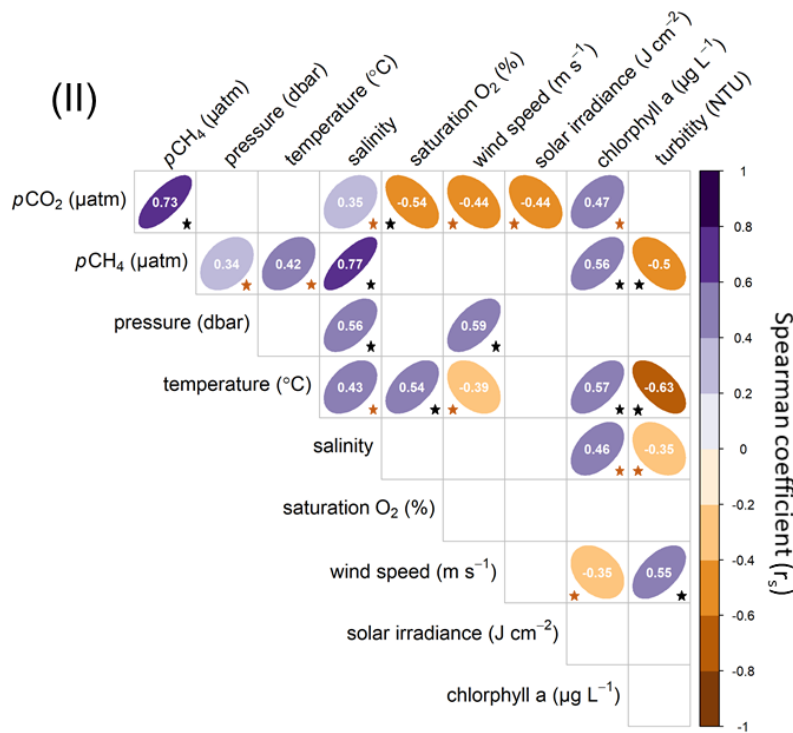 (II)
pCH₄ (µatm)
pressure (dbar)
temperature (°C)
salinity
saturation O₂ (%)
wind speed (m s⁻¹)
solar irradiance (J cm⁻²)
chlorphyll a (µg L⁻¹)
turbitity (NTU)
pCO₂ (µatm) 0.73 0.35 -0.54 -0.44 -0.44 0.47
pCH₄ (µatm) 0.34 0.42 0.77 0.56 -0.5
pressure (dbar) 0.56 0.59
temperature (°C) 0.43 0.54 -0.39 0.57 -0.63
salinity 0.46 -0.35
saturation O₂ (%)
wind speed (m s⁻¹) -0.35 0.55
solar irradiance (J cm⁻²)
chlorphyll a (µg L⁻¹)
1
0.8
0.6
0.4
0.2
0
-0.2
-0.4
-0.6
-0.8
-1
Spearman coefficient (rₛ)